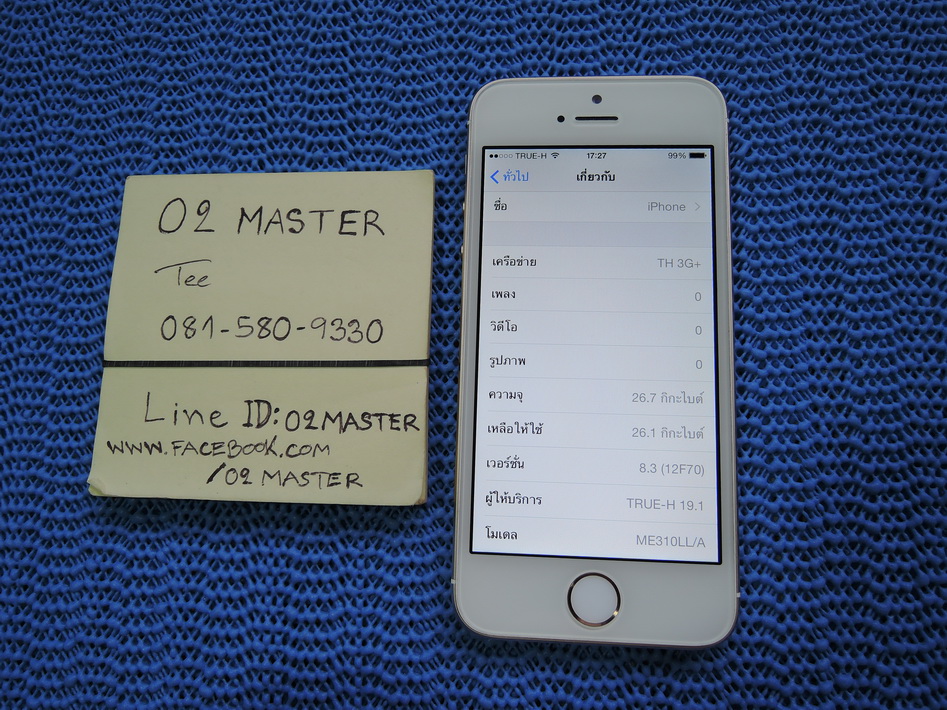 O2 MASTER
Tee
081-580-9330
Line ID: O2MASTER
WWW.FACEBOOK.COM
/O2 MASTER
TRUE-H 17:27 99%
ทั่วไป เกี่ยวกับ
ชื่อ iPhone
เครือข่าย TH 3G+
เพลง 0
วิดีโอ 0
รูปภาพ 0
ความจุ 26.7 กิกะไบต์
เหลือให้ใช้ 26.1 กิกะไบต์
เวอร์ชั่น 8.3 (12F70)
ผู้ให้บริการ TRUE-H 19.1
โมเดล ME310LL/A